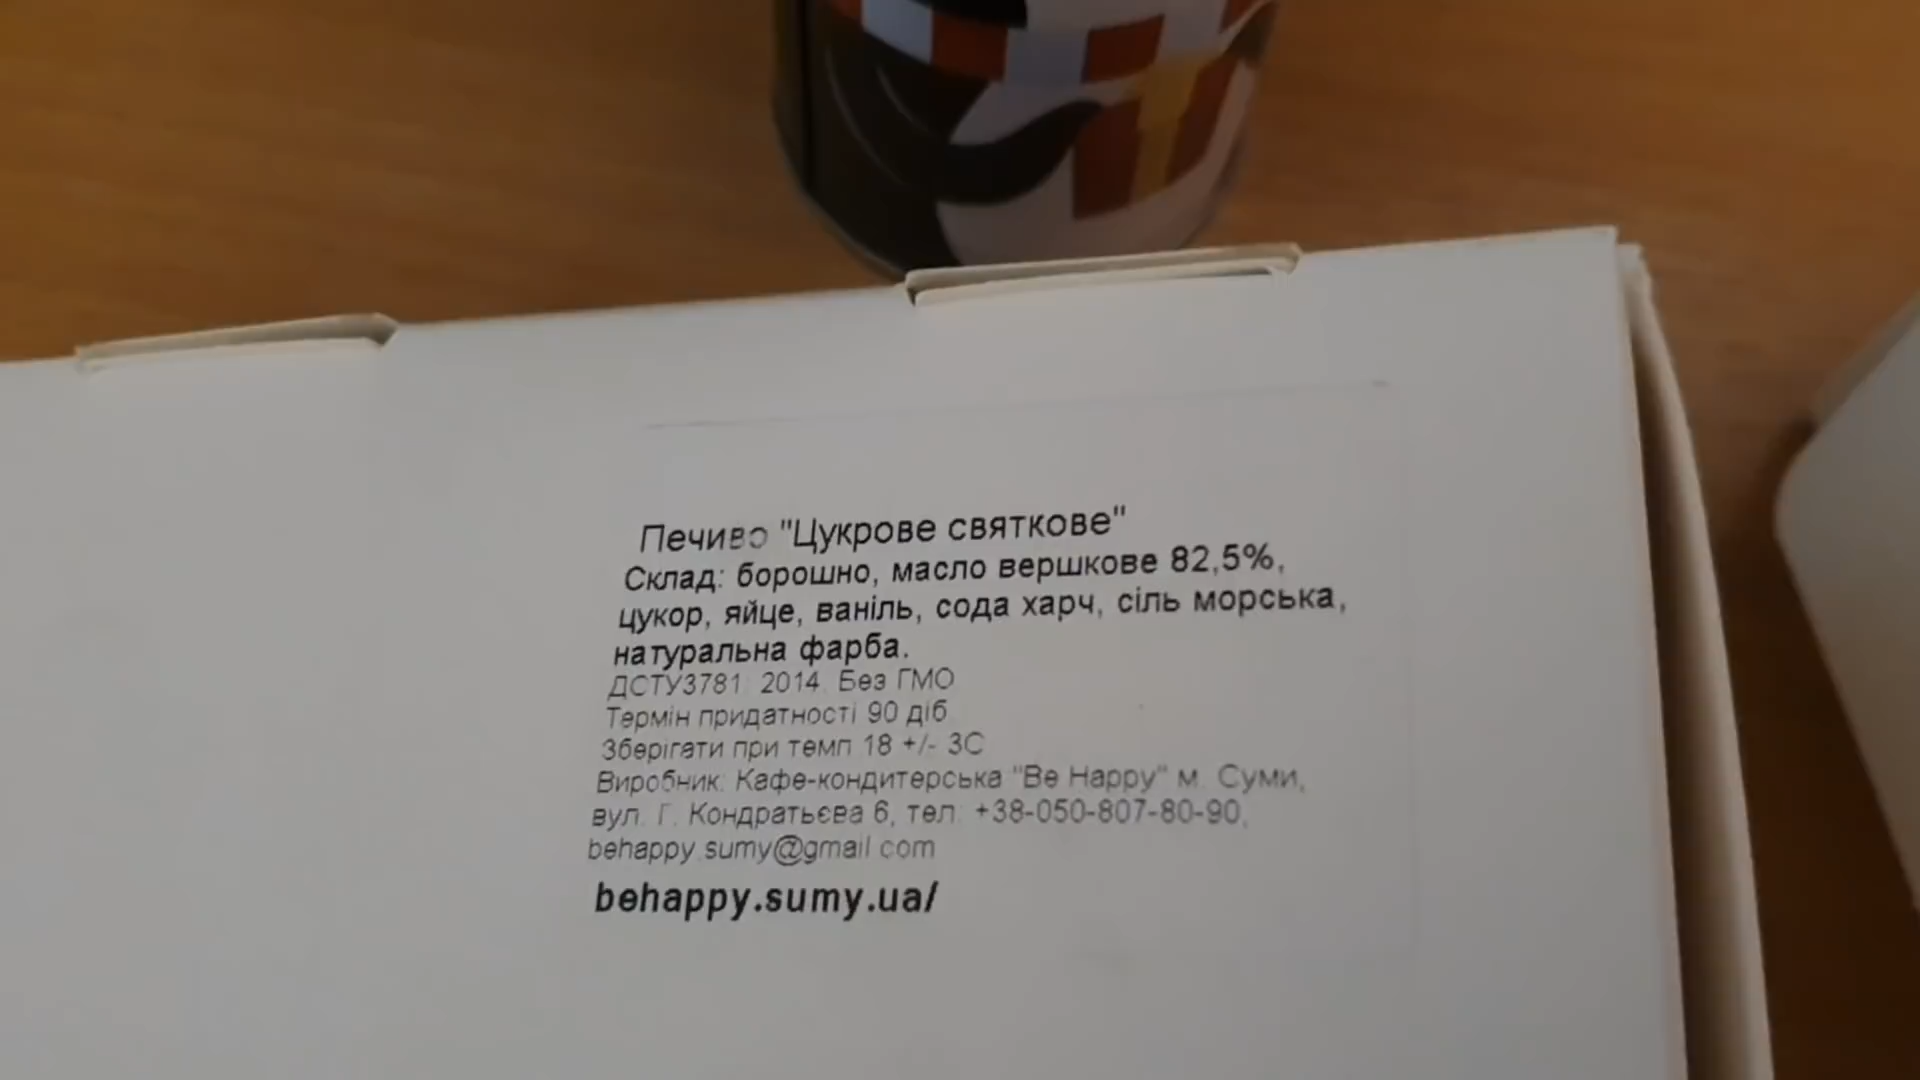 Печиво "Цукрове святкове"
Склад: борошно, масло вершкове 82,5%,
цукор, яйце, ваніль, сода харч, сіль морська,
натуральна фарба.
ДСТУ3781: 2014. Без ГМО
Термін придатності 90 діб
Зберігати при темп 18 +/- 3С
Виробник: Кафе-кондитерська "Be Happy" м. Суми,
вул. Г. Кондратьєва 6, тел. +38-050-807-80-90,
behappy.sumy@gmail.com
behappy.sumy.ua/